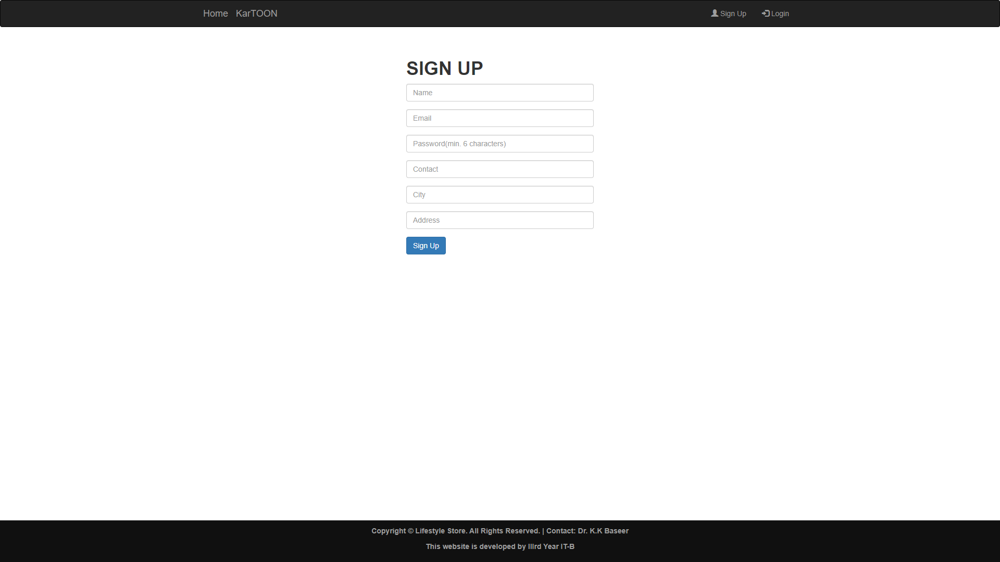 Home KarTOON Sign Up Login
SIGN UP
Name
Email
Password(min. 6 characters)
Contact
City
Address
Sign Up
Copyright © Lifestyle Store. All Rights Reserved. | Contact: Dr. K.K Baseer
This website is developed by IIIrd Year IT-B